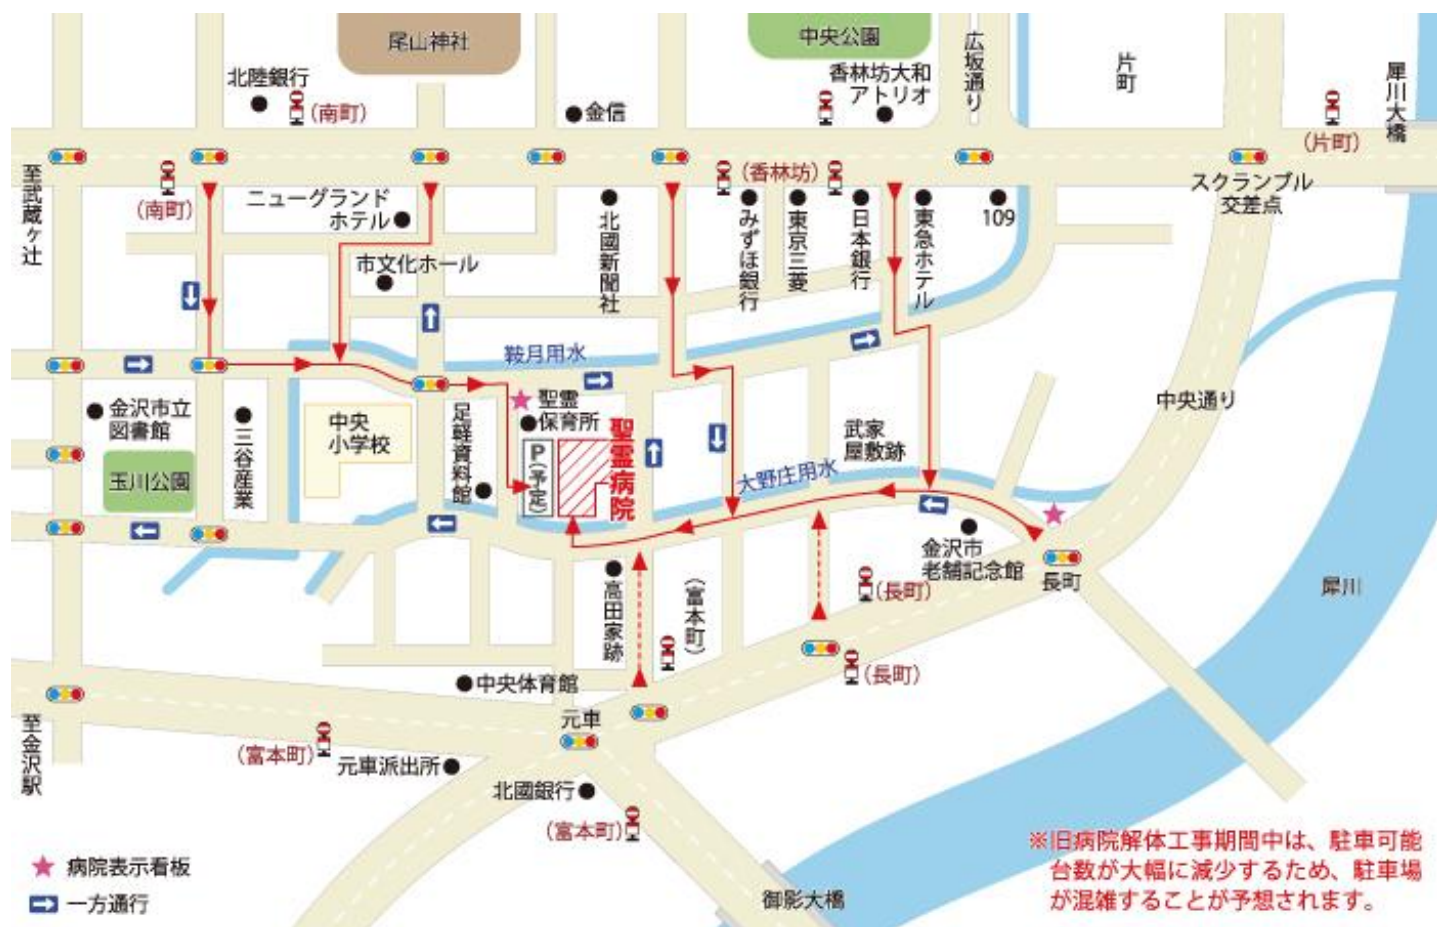 尾山神社
中央公園
北陸銀行
(南町)
金信
香林坊大和
アトリオ
広坂通り
片町
犀川大橋
(片町)
至武蔵ヶ辻
(南町)
ニューグランド
ホテル
(香林坊)
スクランブル
交差点
北國新聞社
みずほ銀行
東京三菱
日本銀行
東急ホテル
109
市文化ホール
鞍月用水
中央通り
金沢市立
図書館
三谷産業
中央
小学校
足軽資料館
聖霊
保育所
P(予定)
聖霊病院
武家
屋敷跡
大野庄用水
玉川公園
金沢市
老舗記念館
長町
(長町)
犀川
高田家跡
(富本町)
(長町)
中央体育館
元車
至金沢駅
(富本町)
元車派出所
北國銀行
(富本町)
御影大橋
病院表示看板
一方通行
※旧病院解体工事期間中は、駐車可能
台数が大幅に減少するため、駐車場
が混雑することが予想されます。